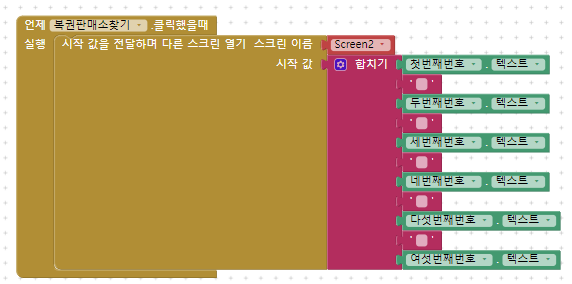 언제 복권판매소찾기 .클릭했을때
실행 시작 값을 전달하며 다른 스크린 열기 스크린 이름 Screen2
시작 값 합치기 첫번째번호 . 텍스트
" "
두번째번호 . 텍스트
" "
세번째번호 . 텍스트
" "
네번째번호 . 텍스트
" "
다섯번째번호 . 텍스트
" "
여섯번째번호 . 텍스트